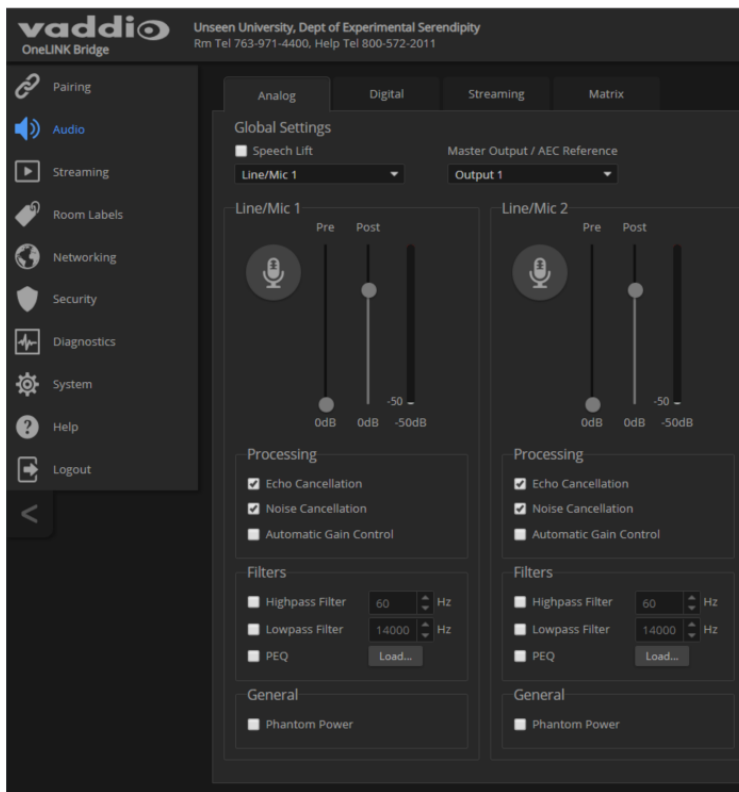 vaddio
OneLINK Bridge
Unseen University, Dept of Experimental Serendipity
Rm Tel 763-971-4400, Help Tel 800-572-2011
Pairing
Audio
Streaming
Room Labels
Networking
Security
Diagnostics
System
Help
Logout
<
Analog Digital Streaming Matrix
Global Settings
Speech Lift Master Output / AEC Reference
Line/Mic 1 Output 1
Line/Mic 1
Pre Post
-50
0dB 0dB -50dB
Processing
Echo Cancellation
Noise Cancellation
Automatic Gain Control
Filters
Highpass Filter 60 Hz
Lowpass Filter 14000 Hz
PEQ Load...
General
Phantom Power
Line/Mic 2
Pre Post
-50
0dB 0dB -50dB
Processing
Echo Cancellation
Noise Cancellation
Automatic Gain Control
Filters
Highpass Filter 60 Hz
Lowpass Filter 14000 Hz
PEQ Load...
General
Phantom Power